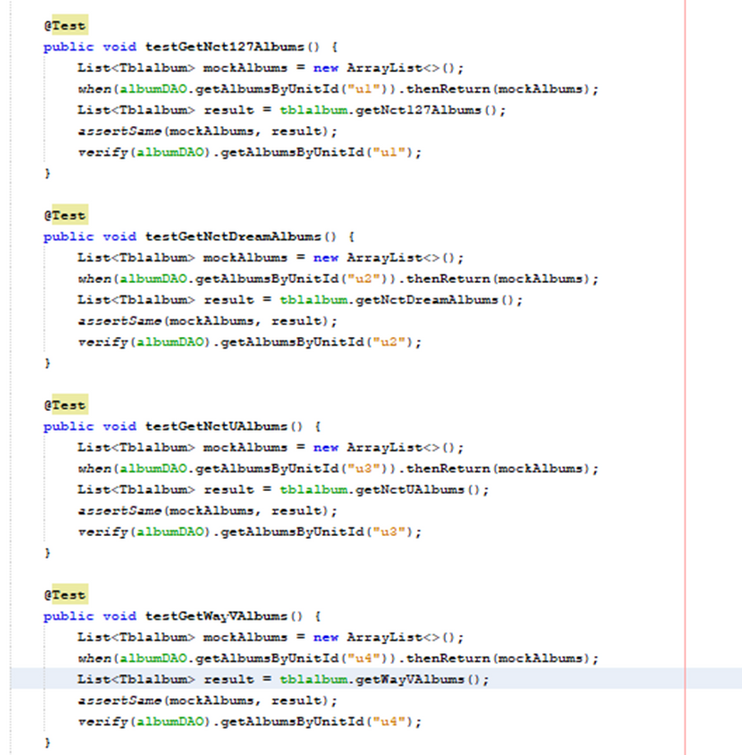 @Test
public void testGetNct127Albums() {
List<Tblalbum> mockAlbums = new ArrayList<>();
when(albumDAO.getAlbumsByUnitId("u1")).thenReturn(mockAlbums);
List<Tblalbum> result = tblalbum.getNct127Albums();
assertSame(mockAlbums, result);
verify(albumDAO).getAlbumsByUnitId("u1");
}
@Test
public void testGetNctDreamAlbums() {
List<Tblalbum> mockAlbums = new ArrayList<>();
when(albumDAO.getAlbumsByUnitId("u2")).thenReturn(mockAlbums);
List<Tblalbum> result = tblalbum.getNctDreamAlbums();
assertSame(mockAlbums, result);
verify(albumDAO).getAlbumsByUnitId("u2");
}
@Test
public void testGetNctUAlbums() {
List<Tblalbum> mockAlbums = new ArrayList<>();
when(albumDAO.getAlbumsByUnitId("u3")).thenReturn(mockAlbums);
List<Tblalbum> result = tblalbum.getNctUAlbums();
assertSame(mockAlbums, result);
verify(albumDAO).getAlbumsByUnitId("u3");
}
@Test
public void testGetWayVAlbums() {
List<Tblalbum> mockAlbums = new ArrayList<>();
when(albumDAO.getAlbumsByUnitId("u4")).thenReturn(mockAlbums);
List<Tblalbum> result = tblalbum.getWayVAlbums();
assertSame(mockAlbums, result);
verify(albumDAO).getAlbumsByUnitId("u4");
}